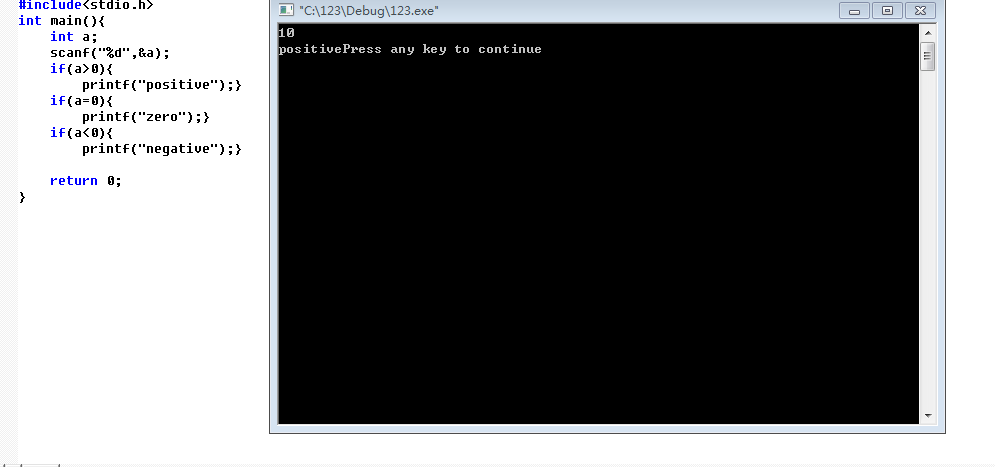 #include<stdio.h>
int main(){
    int a;
    scanf("%d",&a);
    if(a>0){
        printf("positive");}
    if(a=0){
        printf("zero");}
    if(a<0){
        printf("negative");}
    return 0;
}
"C:\123\Debug\123.exe"
10
positivePress any key to continue